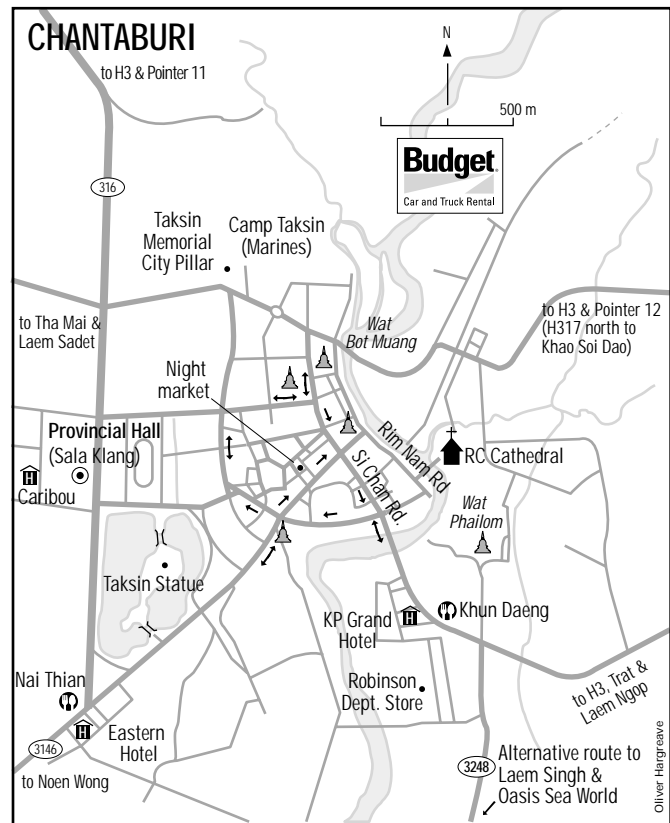 CHANTABURI
to H3 & Pointer 11
N
500 m
Budget
Car and Truck Rental
316
Taksin
Memorial
City Pillar
Camp Taksin
(Marines)
to Tha Mai &
Laem Sadet
Wat
Bot Muang
to H3 & Pointer 12
(H317 north to
Khao Soi Dao)
Night
market
Provincial Hall
(Sala Klang)
H
Caribou
Rim Nam Rd
Si Chan Rd.
RC Cathedral
Wat
Phailom
Taksin Statue
KP Grand
Hotel
H
Khun Daeng
Nai Thian
Robinson
Dept. Store
to H3, Trat &
Laem Ngop
H
Eastern
Hotel
3146
to Noen Wong
3248
Alternative route to
Laem Singh &
Oasis Sea World
Oliver Hargreave